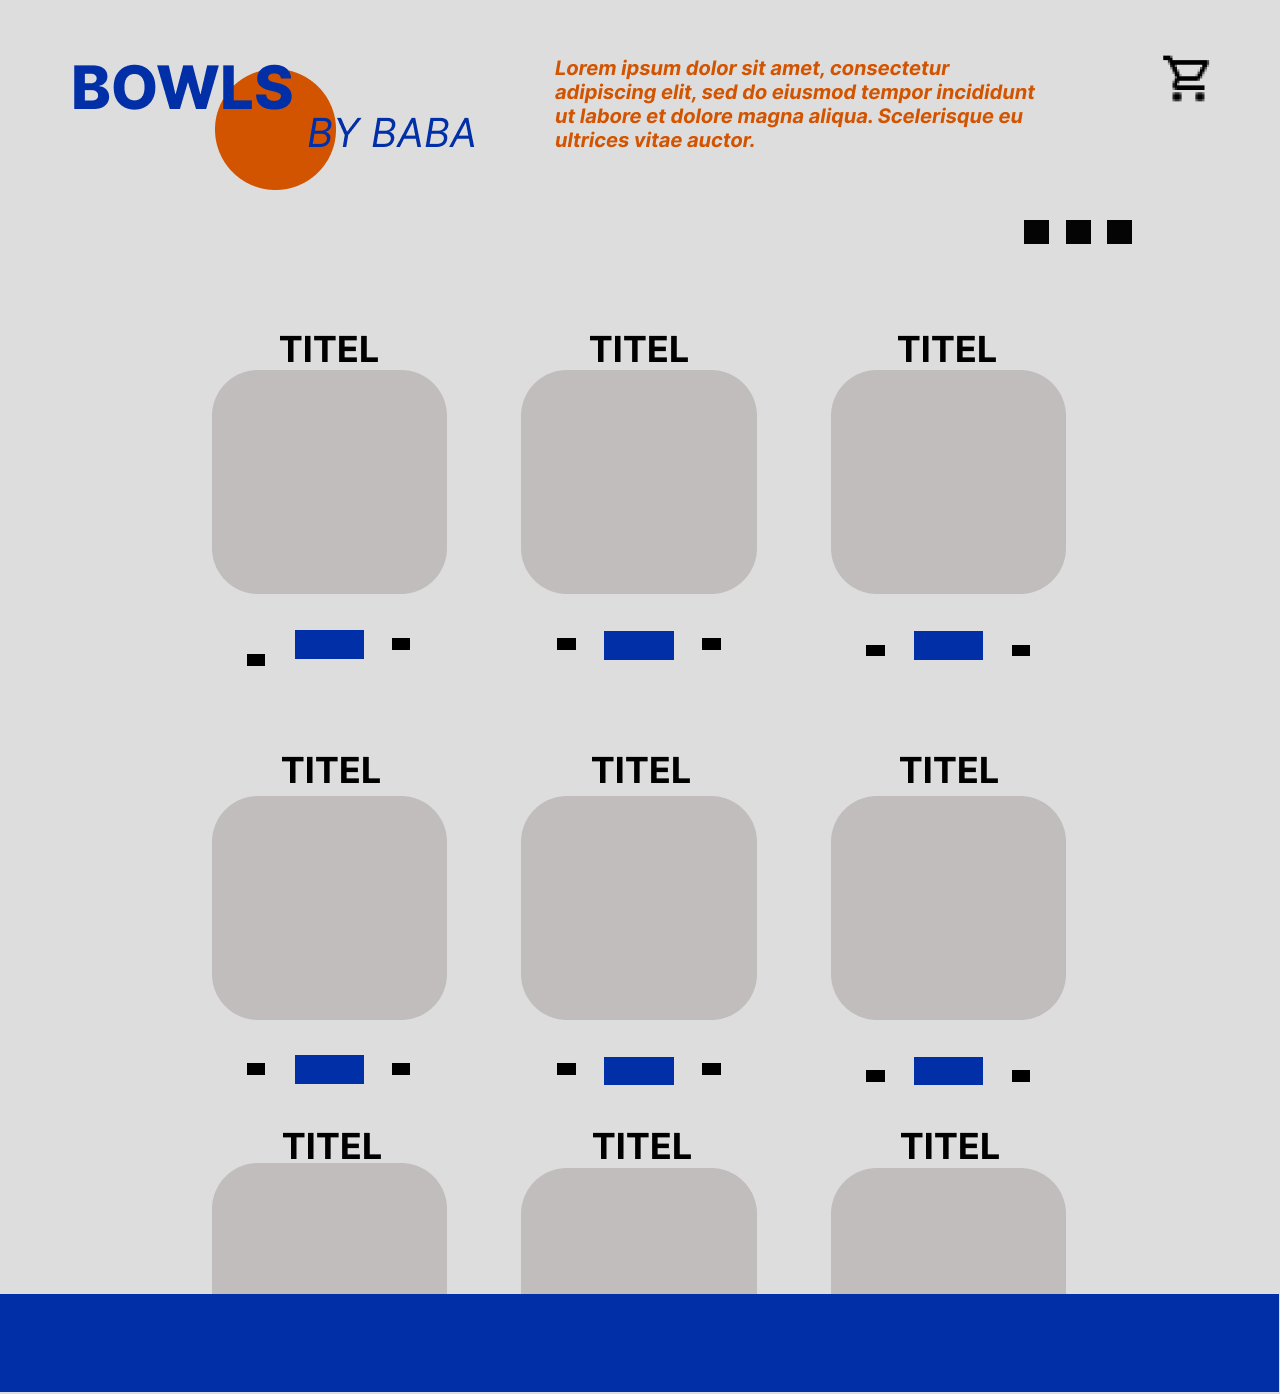 BOWLS
BY BABA
Lorem ipsum dolor sit amet, consectetur
adipiscing elit, sed do eiusmod tempor incididunt
ut labore et dolore magna aliqua. Scelerisque eu
ultrices vitae auctor.
TITEL TITEL TITEL
TITEL TITEL TITEL
TITEL TITEL TITEL